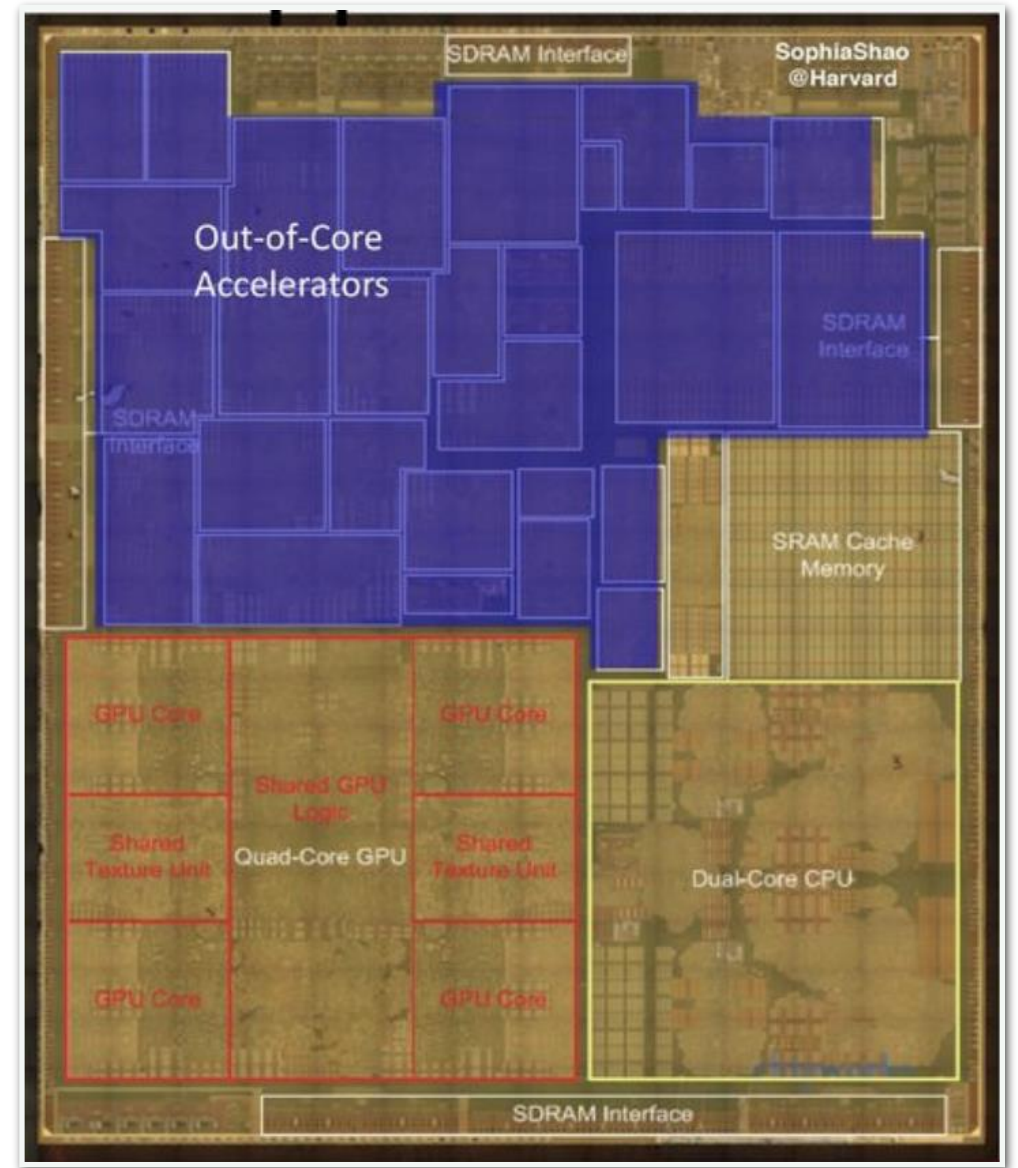 SDRAM Interface
SophiaShao
@Harvard
Out-of-Core
Accelerators
SDRAM
Interface
SDRAM
Interface
SRAM Cache
Memory
GPU Core
GPU Core
Shared GPU
Logic
Shared
Texture Unit
Quad-Core GPU
Shared
Texture Unit
Dual-Core CPU
GPU Core
GPU Core
SDRAM Interface